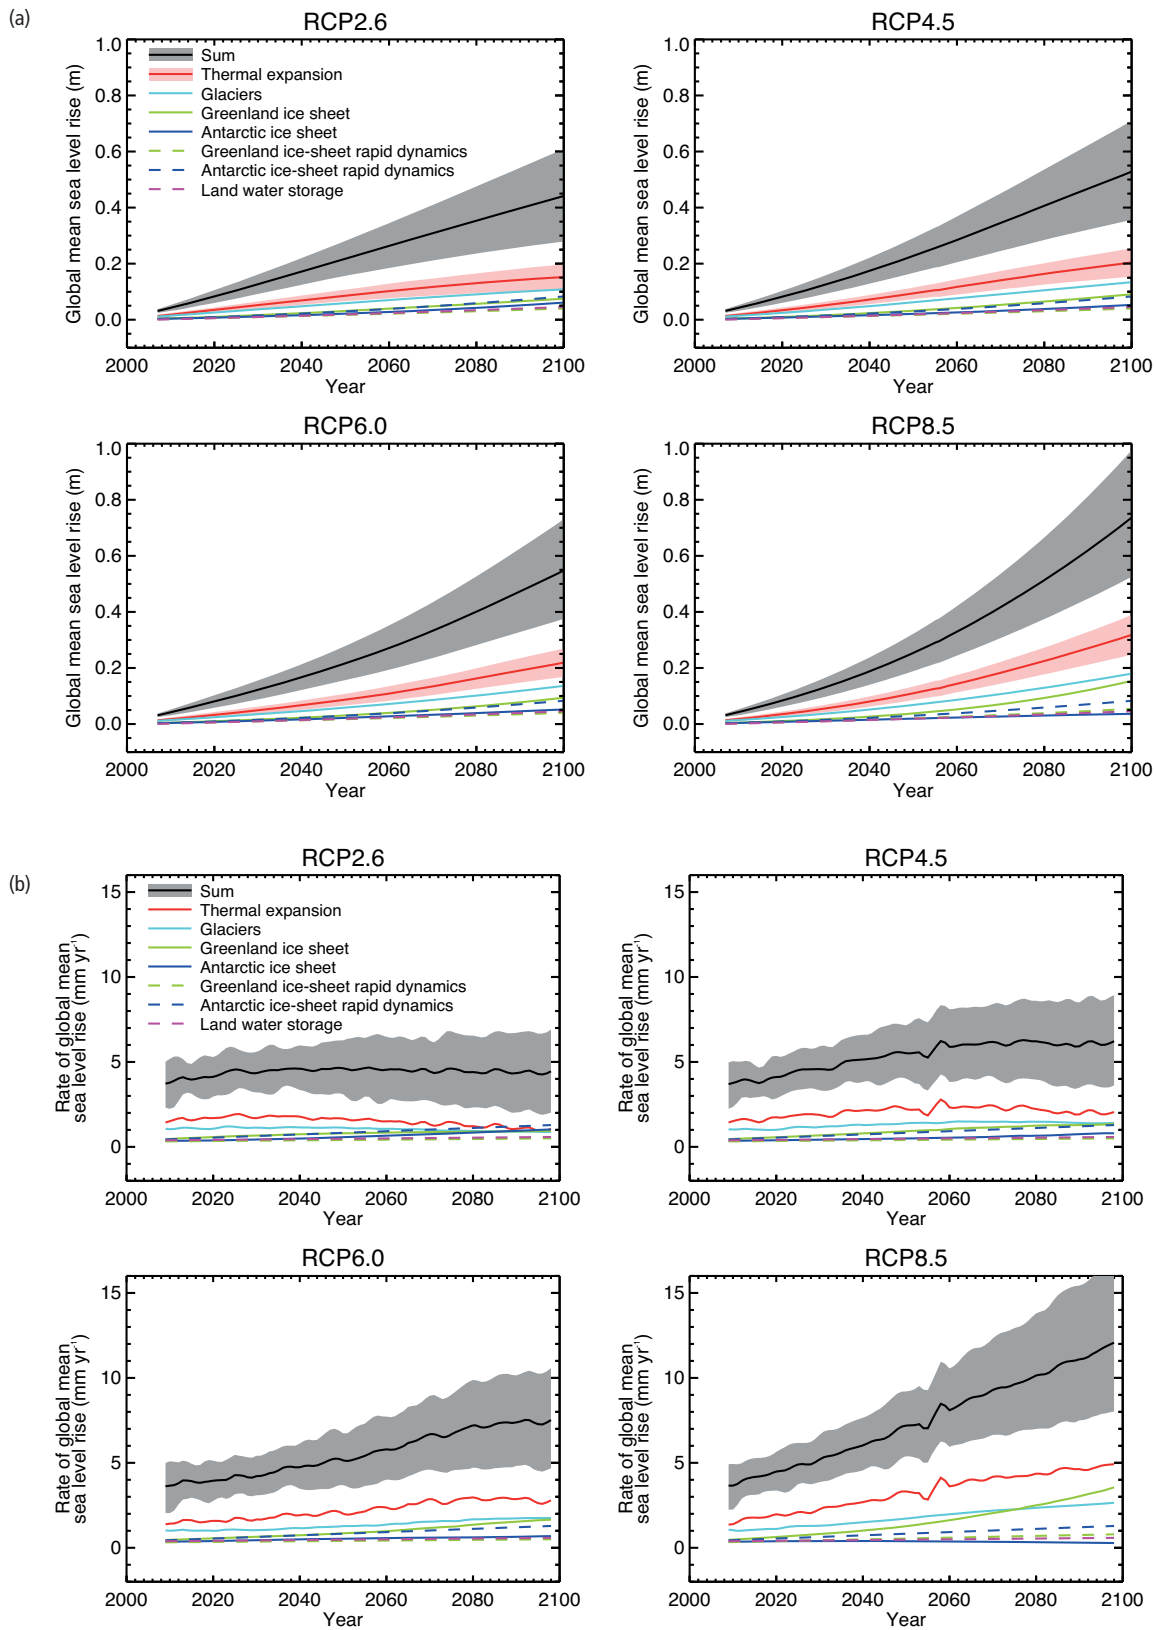 (a)
RCP2.6
Global mean sea level rise (m)
1.0
0.8
0.6
0.4
0.2
0.0
Sum
Thermal expansion
Glaciers
Greenland ice sheet
Antarctic ice sheet
Greenland ice-sheet rapid dynamics
Antarctic ice-sheet rapid dynamics
Land water storage
2000 2020 2040 2060 2080 2100
Year
RCP4.5
Global mean sea level rise (m)
1.0
0.8
0.6
0.4
0.2
0.0
2000 2020 2040 2060 2080 2100
Year
RCP6.0
Global mean sea level rise (m)
1.0
0.8
0.6
0.4
0.2
0.0
2000 2020 2040 2060 2080 2100
Year
RCP8.5
Global mean sea level rise (m)
1.0
0.8
0.6
0.4
0.2
0.0
2000 2020 2040 2060 2080 2100
Year
(b)
RCP2.6
Rate of global mean
sea level rise (mm yr⁻¹)
15
10
5
0
Sum
Thermal expansion
Glaciers
Greenland ice sheet
Antarctic ice sheet
Greenland ice-sheet rapid dynamics
Antarctic ice-sheet rapid dynamics
Land water storage
2000 2020 2040 2060 2080 2100
Year
RCP4.5
Rate of global mean
sea level rise (mm yr⁻¹)
15
10
5
0
2000 2020 2040 2060 2080 2100
Year
RCP6.0
Rate of global mean
sea level rise (mm yr⁻¹)
15
10
5
0
2000 2020 2040 2060 2080 2100
Year
RCP8.5
Rate of global mean
sea level rise (mm yr⁻¹)
15
10
5
0
2000 2020 2040 2060 2080 2100
Year